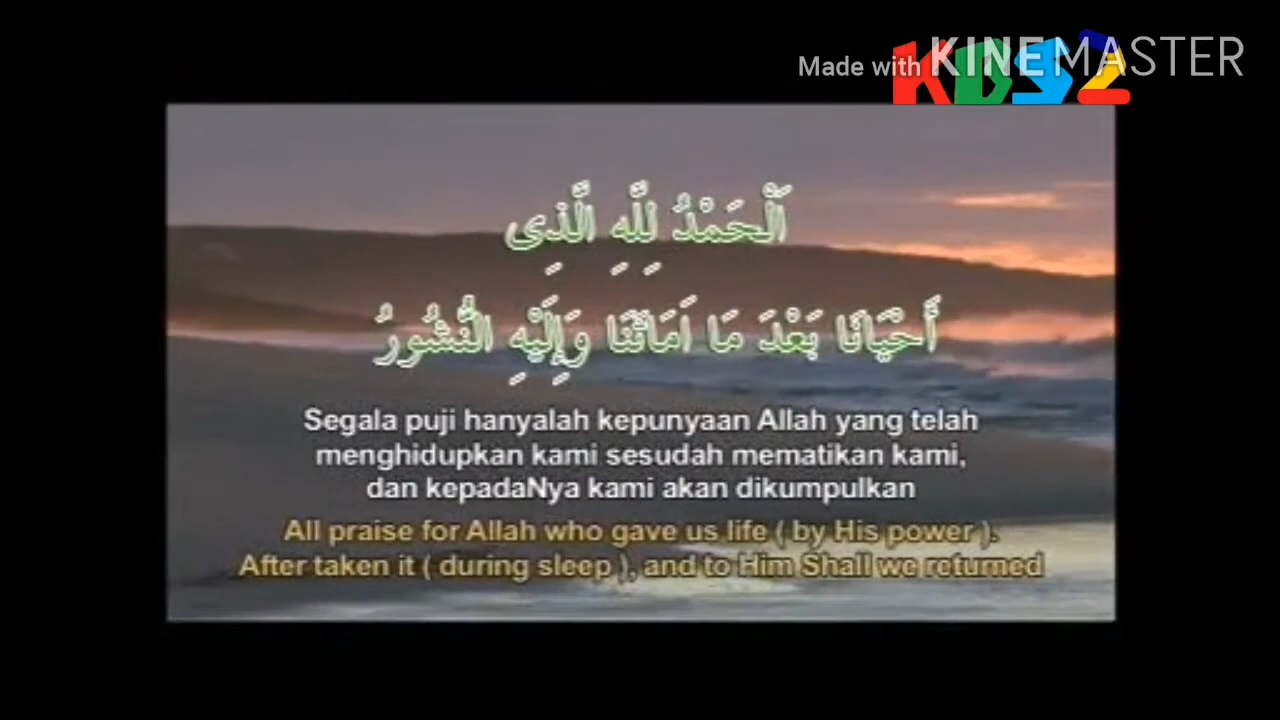 Made with KINEMASTER
KDS2
اَلْحَمْدُ لِلّٰهِ الَّذِى
أَحْيَانَا بَعْدَ مَا اَمَاتَنَا وَإِلَيْهِ النُّشُورُ
Segala puji hanyalah kepunyaan Allah yang telah
menghidupkan kami sesudah mematikan kami,
dan kepadaNya kami akan dikumpulkan
All praise for Allah who gave us life ( by His power ).
After taken it ( during sleep ), and to Him Shall we returned